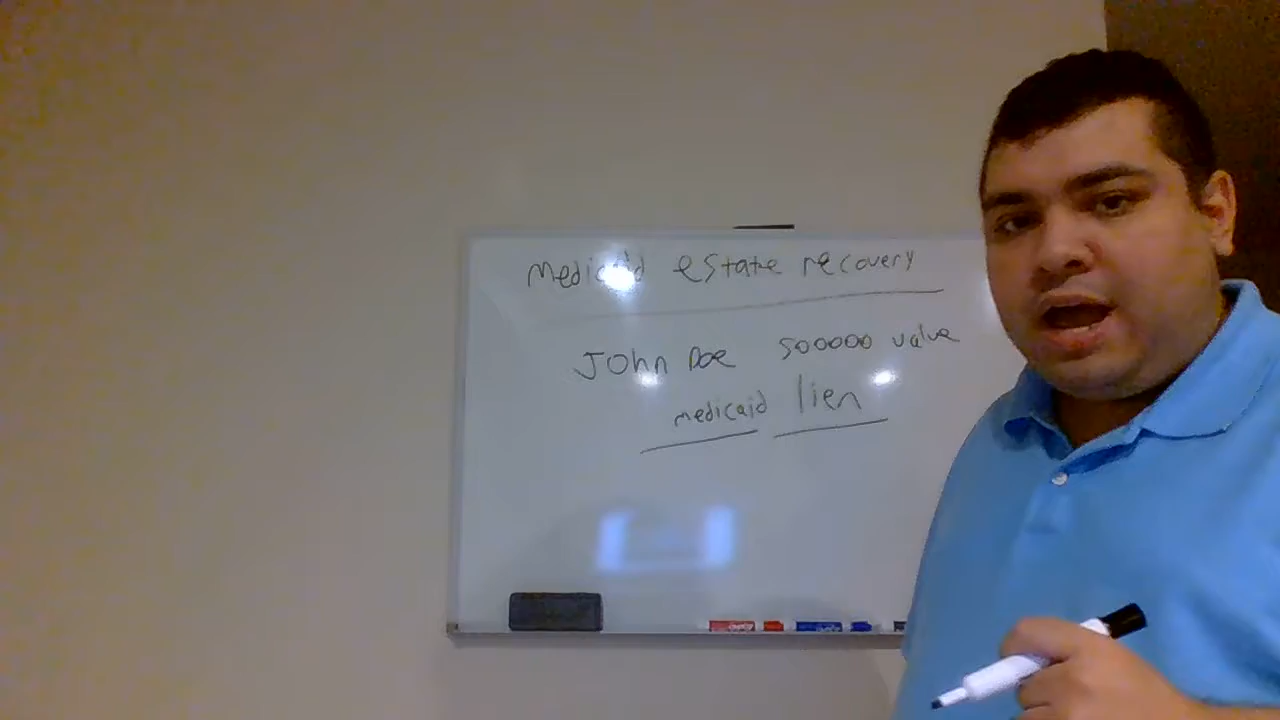 Medicaid estate recovery
John Doe 500000 value
medicaid lien